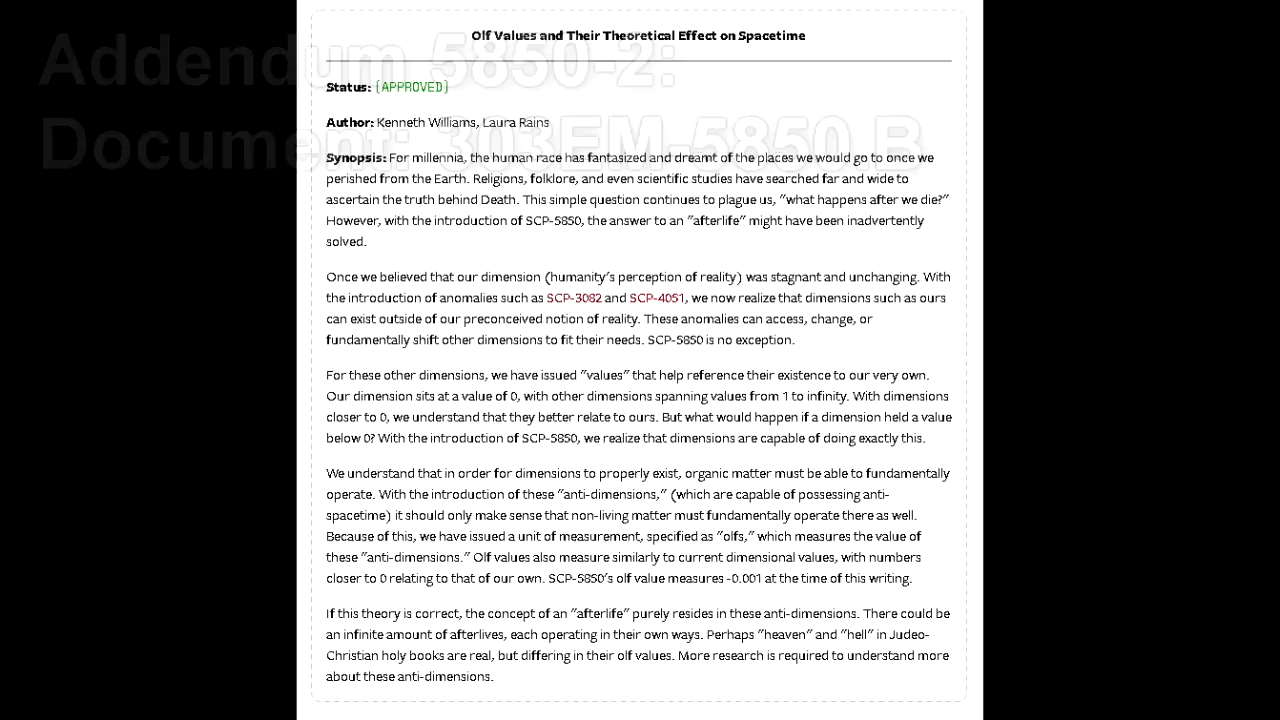 Addendum 5850-2:
Document: 303EM-5850.B
Olf Values and Their Theoretical Effect on Spacetime
Status: [APPROVED]
Author: Kenneth Williams, Laura Rains
Synopsis: For millennia, the human race has fantasized and dreamt of the places we would go to once we
perished from the Earth. Religions, folklore, and even scientific studies have searched far and wide to
ascertain the truth behind Death. This simple question continues to plague us, "what happens after we die?"
However, with the introduction of SCP-5850, the answer to an "afterlife" might have been inadvertently
solved.
Once we believed that our dimension (humanity's perception of reality) was stagnant and unchanging. With
the introduction of anomalies such as SCP-3082 and SCP-4051, we now realize that dimensions such as ours
can exist outside of our preconceived notion of reality. These anomalies can access, change, or
fundamentally shift other dimensions to fit their needs. SCP-5850 is no exception.
For these other dimensions, we have issued "values" that help reference their existence to our very own.
Our dimension sits at a value of 0, with other dimensions spanning values from 1 to infinity. With dimensions
closer to 0, we understand that they better relate to ours. But what would happen if a dimension held a value
below 0? With the introduction of SCP-5850, we realize that dimensions are capable of doing exactly this.
We understand that in order for dimensions to properly exist, organic matter must be able to fundamentally
operate. With the introduction of these "anti-dimensions," (which are capable of possessing anti-
spacetime) it should only make sense that non-living matter must fundamentally operate there as well.
Because of this, we have issued a unit of measurement, specified as "olfs," which measures the value of
these "anti-dimensions." Olf values also measure similarly to current dimensional values, with numbers
closer to 0 relating to that of our own. SCP-5850's olf value measures -0.001 at the time of this writing.
If this theory is correct, the concept of an "afterlife" purely resides in these anti-dimensions. There could be
an infinite amount of afterlives, each operating in their own ways. Perhaps "heaven" and "hell" in Judeo-
Christian holy books are real, but differing in their olf values. More research is required to understand more
about these anti-dimensions.